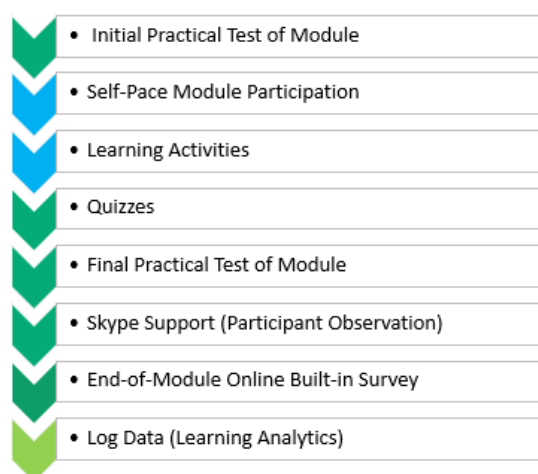 • Initial Practical Test of Module
• Self-Pace Module Participation
• Learning Activities
• Quizzes
• Final Practical Test of Module
• Skype Support (Participant Observation)
• End-of-Module Online Built-in Survey
• Log Data (Learning Analytics)